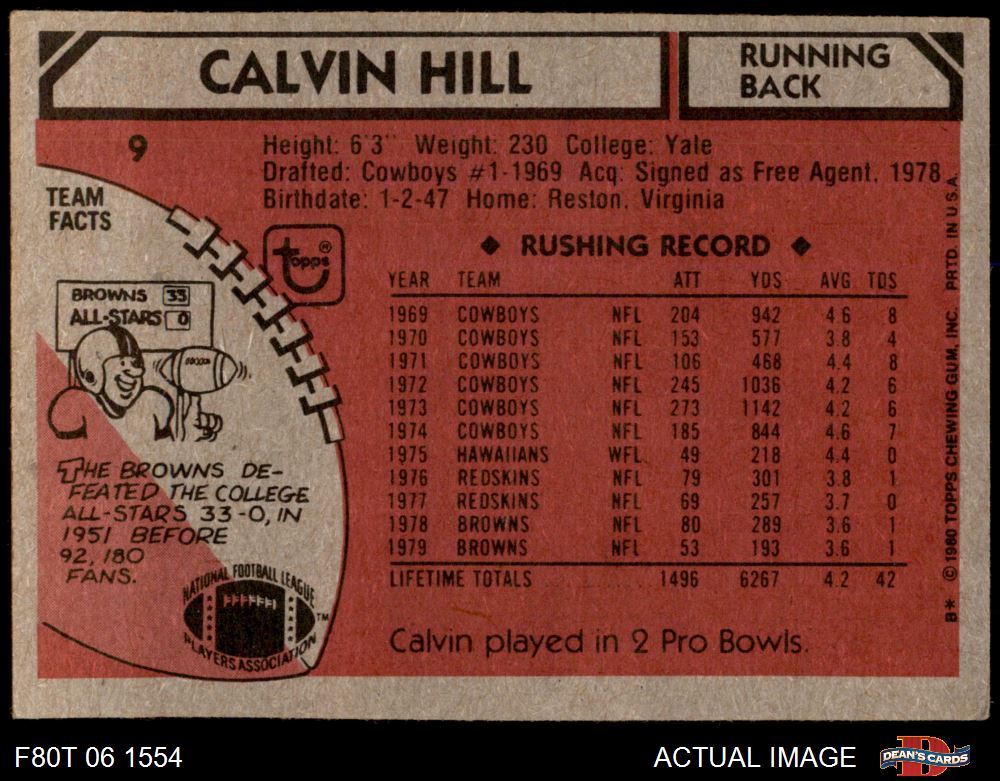 CALVIN HILL
RUNNING
BACK
9
Height: 6'3" Weight: 230 College: Yale
Drafted: Cowboys #1-1969 Acq: Signed as Free Agent, 1978
Birthdate: 1-2-47 Home: Reston, Virginia
TEAM
FACTS
topps®
BROWNS 33
ALL-STARS 0
◆ RUSHING RECORD ◆
YEAR TEAM ATT YDS AVG TDS
1969 COWBOYS NFL 204 942 4.6 8
1970 COWBOYS NFL 153 577 3.8 4
1971 COWBOYS NFL 106 468 4.4 8
1972 COWBOYS NFL 245 1036 4.2 6
1973 COWBOYS NFL 273 1142 4.2 6
1974 COWBOYS NFL 185 844 4.6 7
1975 HAWAIIANS WFL 49 218 4.4 0
1976 REDSKINS NFL 79 301 3.8 1
1977 REDSKINS NFL 69 257 3.7 0
1978 BROWNS NFL 80 289 3.6 1
1979 BROWNS NFL 53 193 3.6 1
LIFETIME TOTALS 1496 6267 4.2 42
THE BROWNS DE-
FEATED THE COLLEGE
ALL-STARS 33-0, IN
1951 BEFORE
92,180
FANS.
NATIONAL FOOTBALL LEAGUE
PLAYERS ASSOCIATION
TM
Calvin played in 2 Pro Bowls.
B* © 1980 TOPPS CHEWING GUM, INC. PRTD. IN U.S.A.
F80T 06 1554
ACTUAL IMAGE
D
DEAN'S CARDS